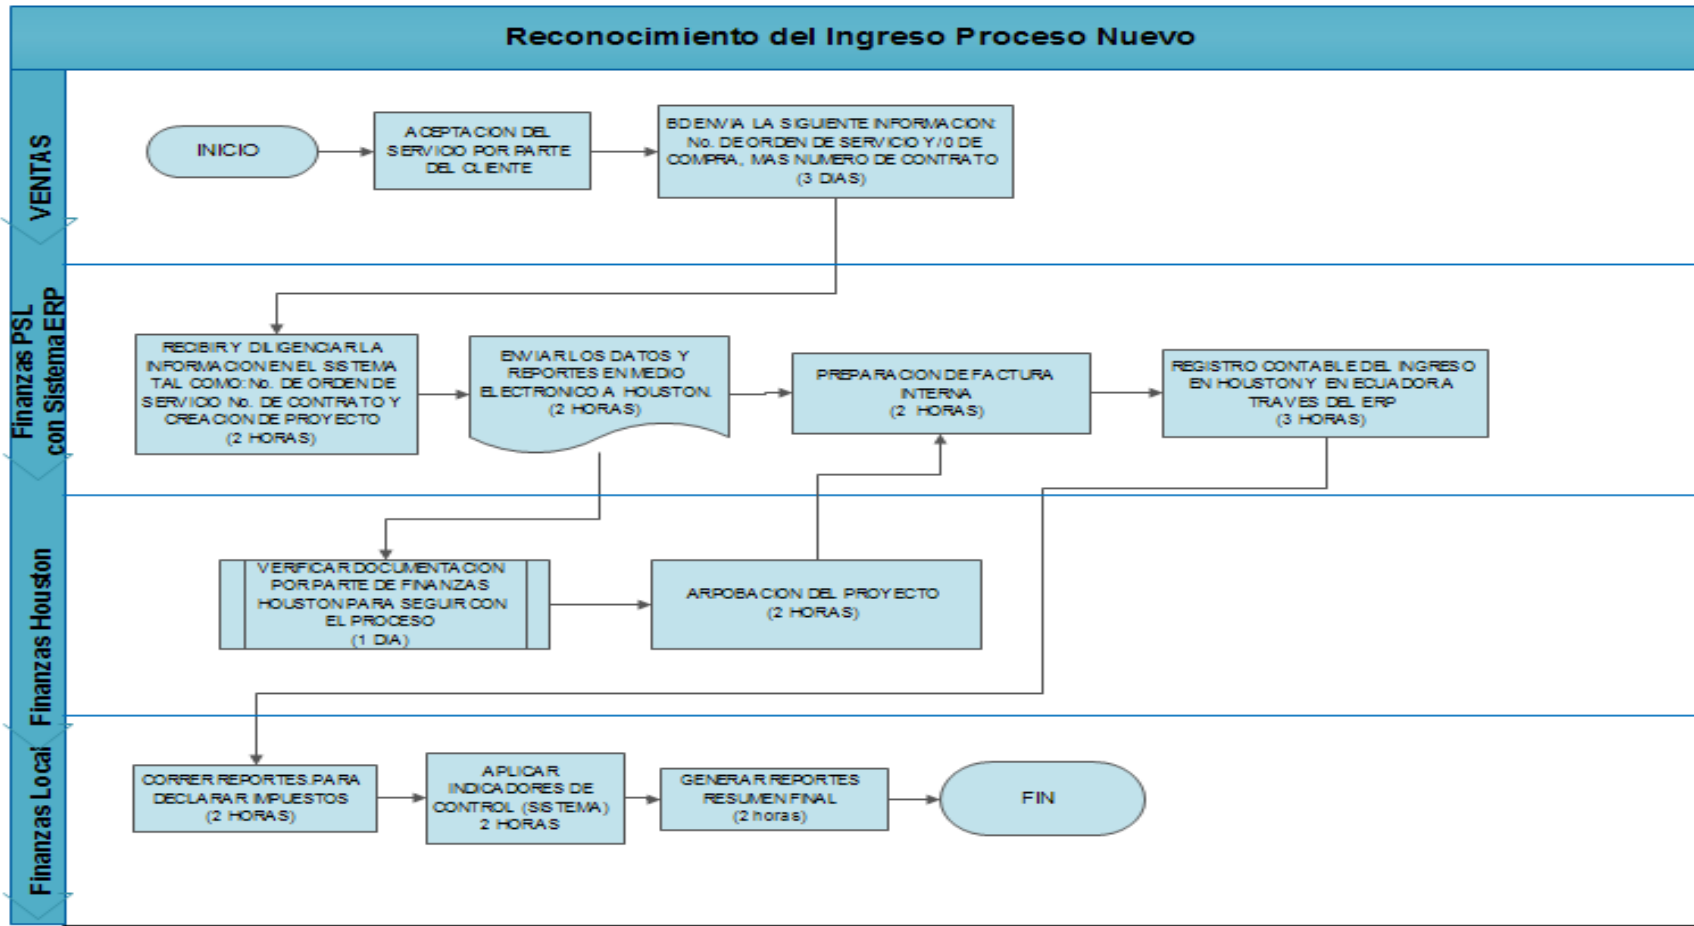 Reconocimiento del Ingreso Proceso Nuevo
VENTAS
INICIO
ACEPTACION DEL
SERVICIO POR PARTE
DEL CLIENTE
BD ENVIA LA SIGUIENTE INFORMACION:
No. DE ORDEN DE SERVICIO Y/0 DE
COMPRA, MAS NUMERO DE CONTRATO
(3 DIAS)
Finanzas PSL
con Sistema ERP
RECIBIR Y DILIGENCIAR LA
INFORMACION EN EL SISTEMA
TAL COMO: No. DE ORDEN DE
SERVICIO No. DE CONTRATO Y
CREACION DE PROYECTO
(2 HORAS)
ENVIAR LOS DATOS Y
REPORTES EN MEDIO
ELECTRONICO A HOUSTON.
(2 HORAS)
PREPARACION DE FACTURA
INTERNA
(2 HORAS)
REGISTRO CONTABLE DEL INGRESO
EN HOUSTON Y EN ECUADOR A
TRAVES DEL ERP
(3 HORAS)
Finanzas Houston
VERIFICAR DOCUMENTACION
POR PARTE DE FINANZAS
HOUSTON PARA SEGUIR CON
EL PROCESO
(1 DIA)
ARPOBACION DEL PROYECTO
(2 HORAS)
Finanzas Local
CORRER REPORTES. PARA
DECLARAR IMPUESTOS
(2 HORAS)
APLICAR
INDICADORES DE
CONTROL (SISTEMA)
2 HORAS
GENERAR REPORTES
RESUMEN FINAL
(2 horas)
FIN